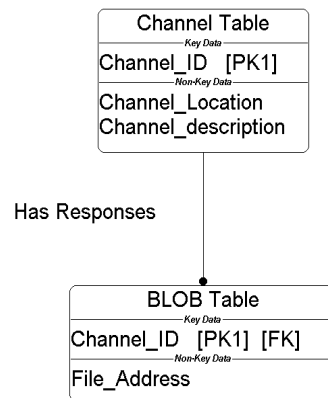 Channel Table
Key Data
Channel_ID [PK1]
Non-Key Data
Channel_Location
Channel_description
Has Responses
BLOB Table
Key Data
Channel_ID [PK1] [FK]
Non-Key Data
File_Address